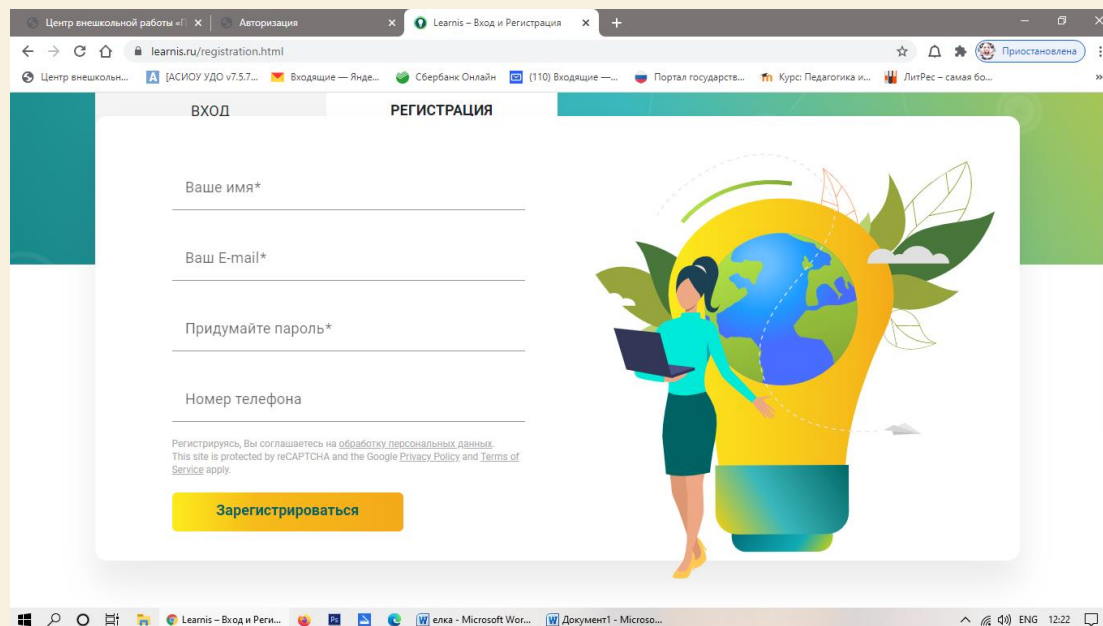 Центр внешкольной работы «П
Авторизация
Learnis – Вход и Регистрация
learnis.ru/registration.html
Приостановлена
Центр внешкольн...
[АСИОУ УДО v7.5.7...
Входящие — Янде...
Сбербанк Онлайн
(110) Входящие —...
Портал государств...
Курс: Педагогика и...
ЛитРес – самая бо...
ВХОД
РЕГИСТРАЦИЯ
Ваше имя*
Ваш E-mail*
Придумайте пароль*
Номер телефона
Регистрируясь, Вы соглашаетесь на обработку персональных данных.
This site is protected by reCAPTCHA and the Google Privacy Policy and Terms of
Service apply.
Зарегистрироваться
Learnis – Вход и Реги...
Ps
елка - Microsoft Wor...
Документ1 - Microso...
ENG
12:22